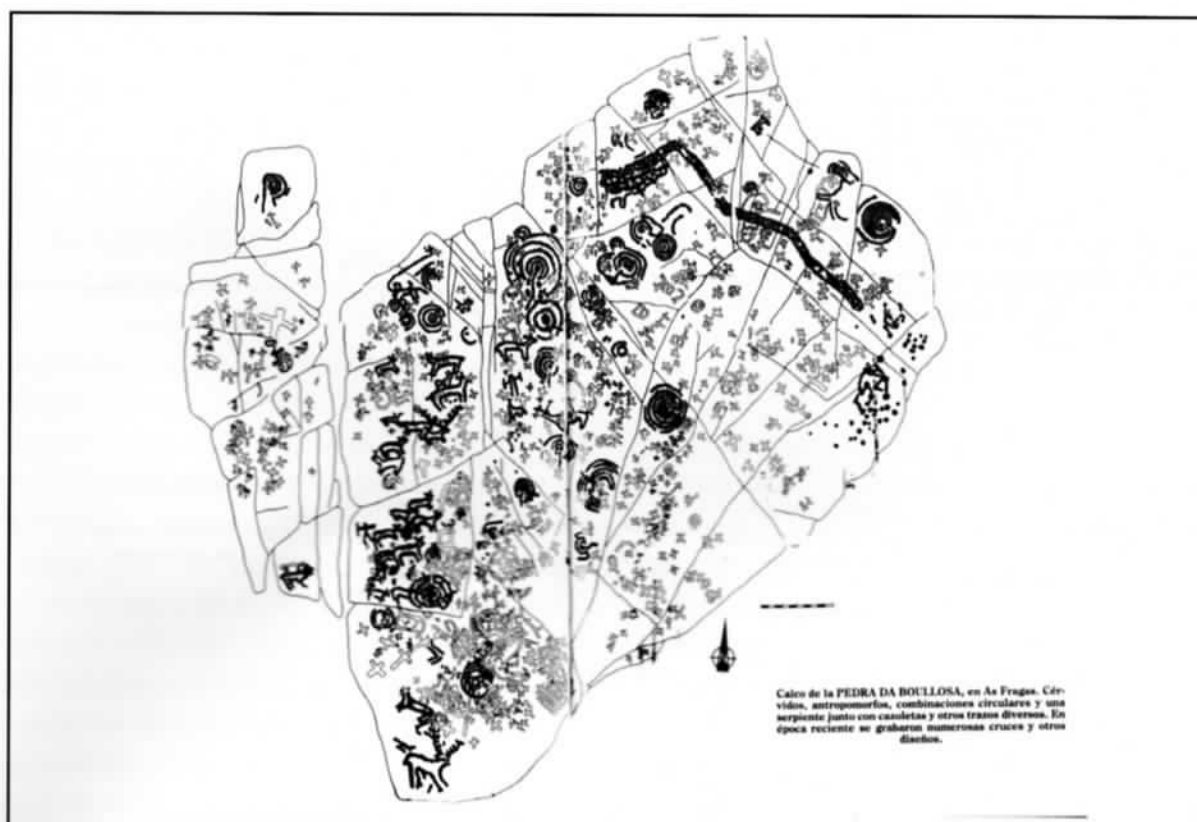 Calco de la PEDRA DA BOULLOSA, en As Fragas. Cér-
vidos, antropomorfos, combinaciones circulares y una
serpiente junto con cazoletas y otros trazos diversos. En
época reciente se grabaron numerosas cruces y otros
diseños.